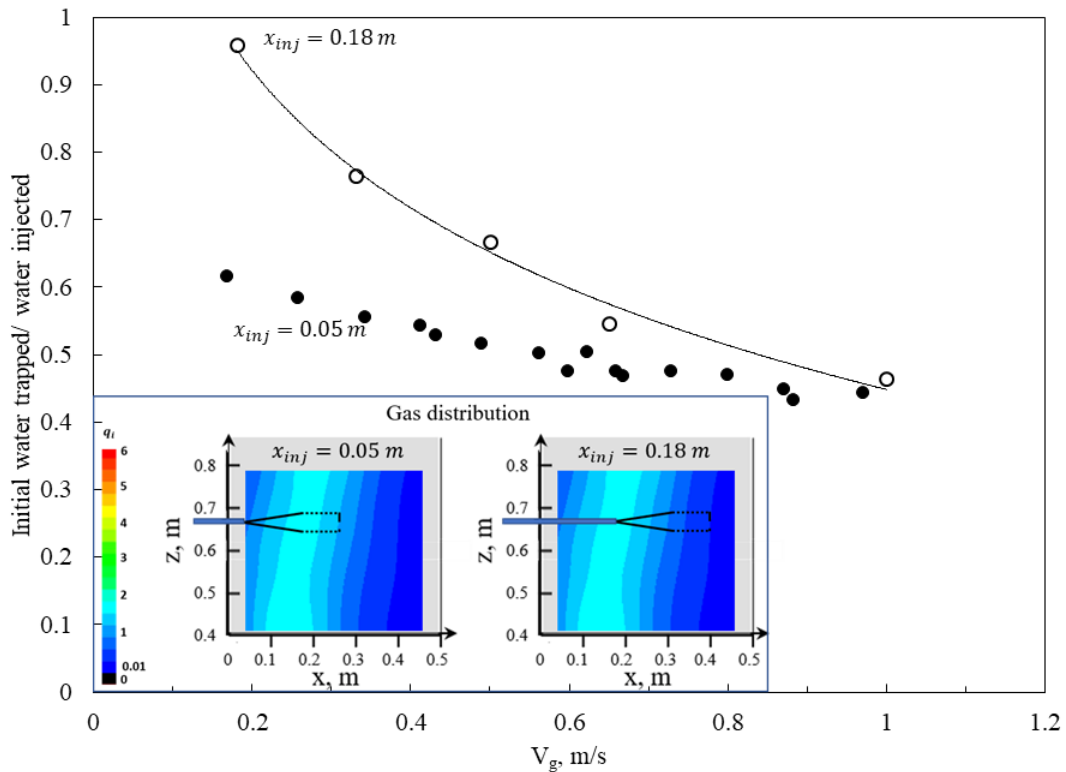 1
0.9
0.8
0.7
0.6
0.5
0.4
0.3
0.2
0.1
0
Initial water trapped/ water injected
x_inj = 0.18 m
x_inj = 0.05 m
Gas distribution
q_i
6
5
4
3
2
1
0.01
0
x_inj = 0.05 m
0.8
0.7
0.6
0.5
0.4
z, m
0 0.1 0.2 0.3 0.4 0.5
x, m
x_inj = 0.18 m
0.8
0.7
0.6
0.5
0.4
z, m
0 0.1 0.2 0.3 0.4 0.5
x, m
0 0.2 0.4 0.6 0.8 1 1.2
V_g, m/s